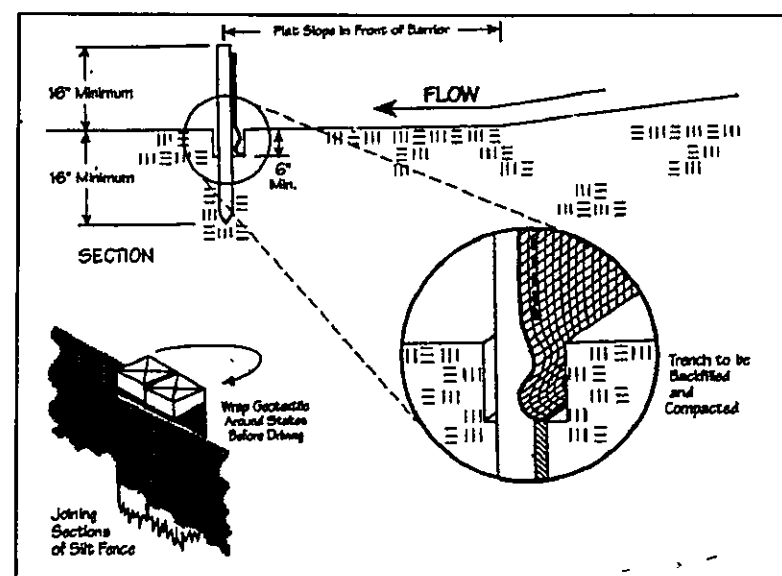 Flat Slope in Front of Barrier
16" Minimum
FLOW
16" Minimum
6"
Min.
SECTION
Trench to be
Backfilled
and
Compacted
Wrap Geotextile
Around Stakes
Before Driving
Joining
Sections
of Silt Fence